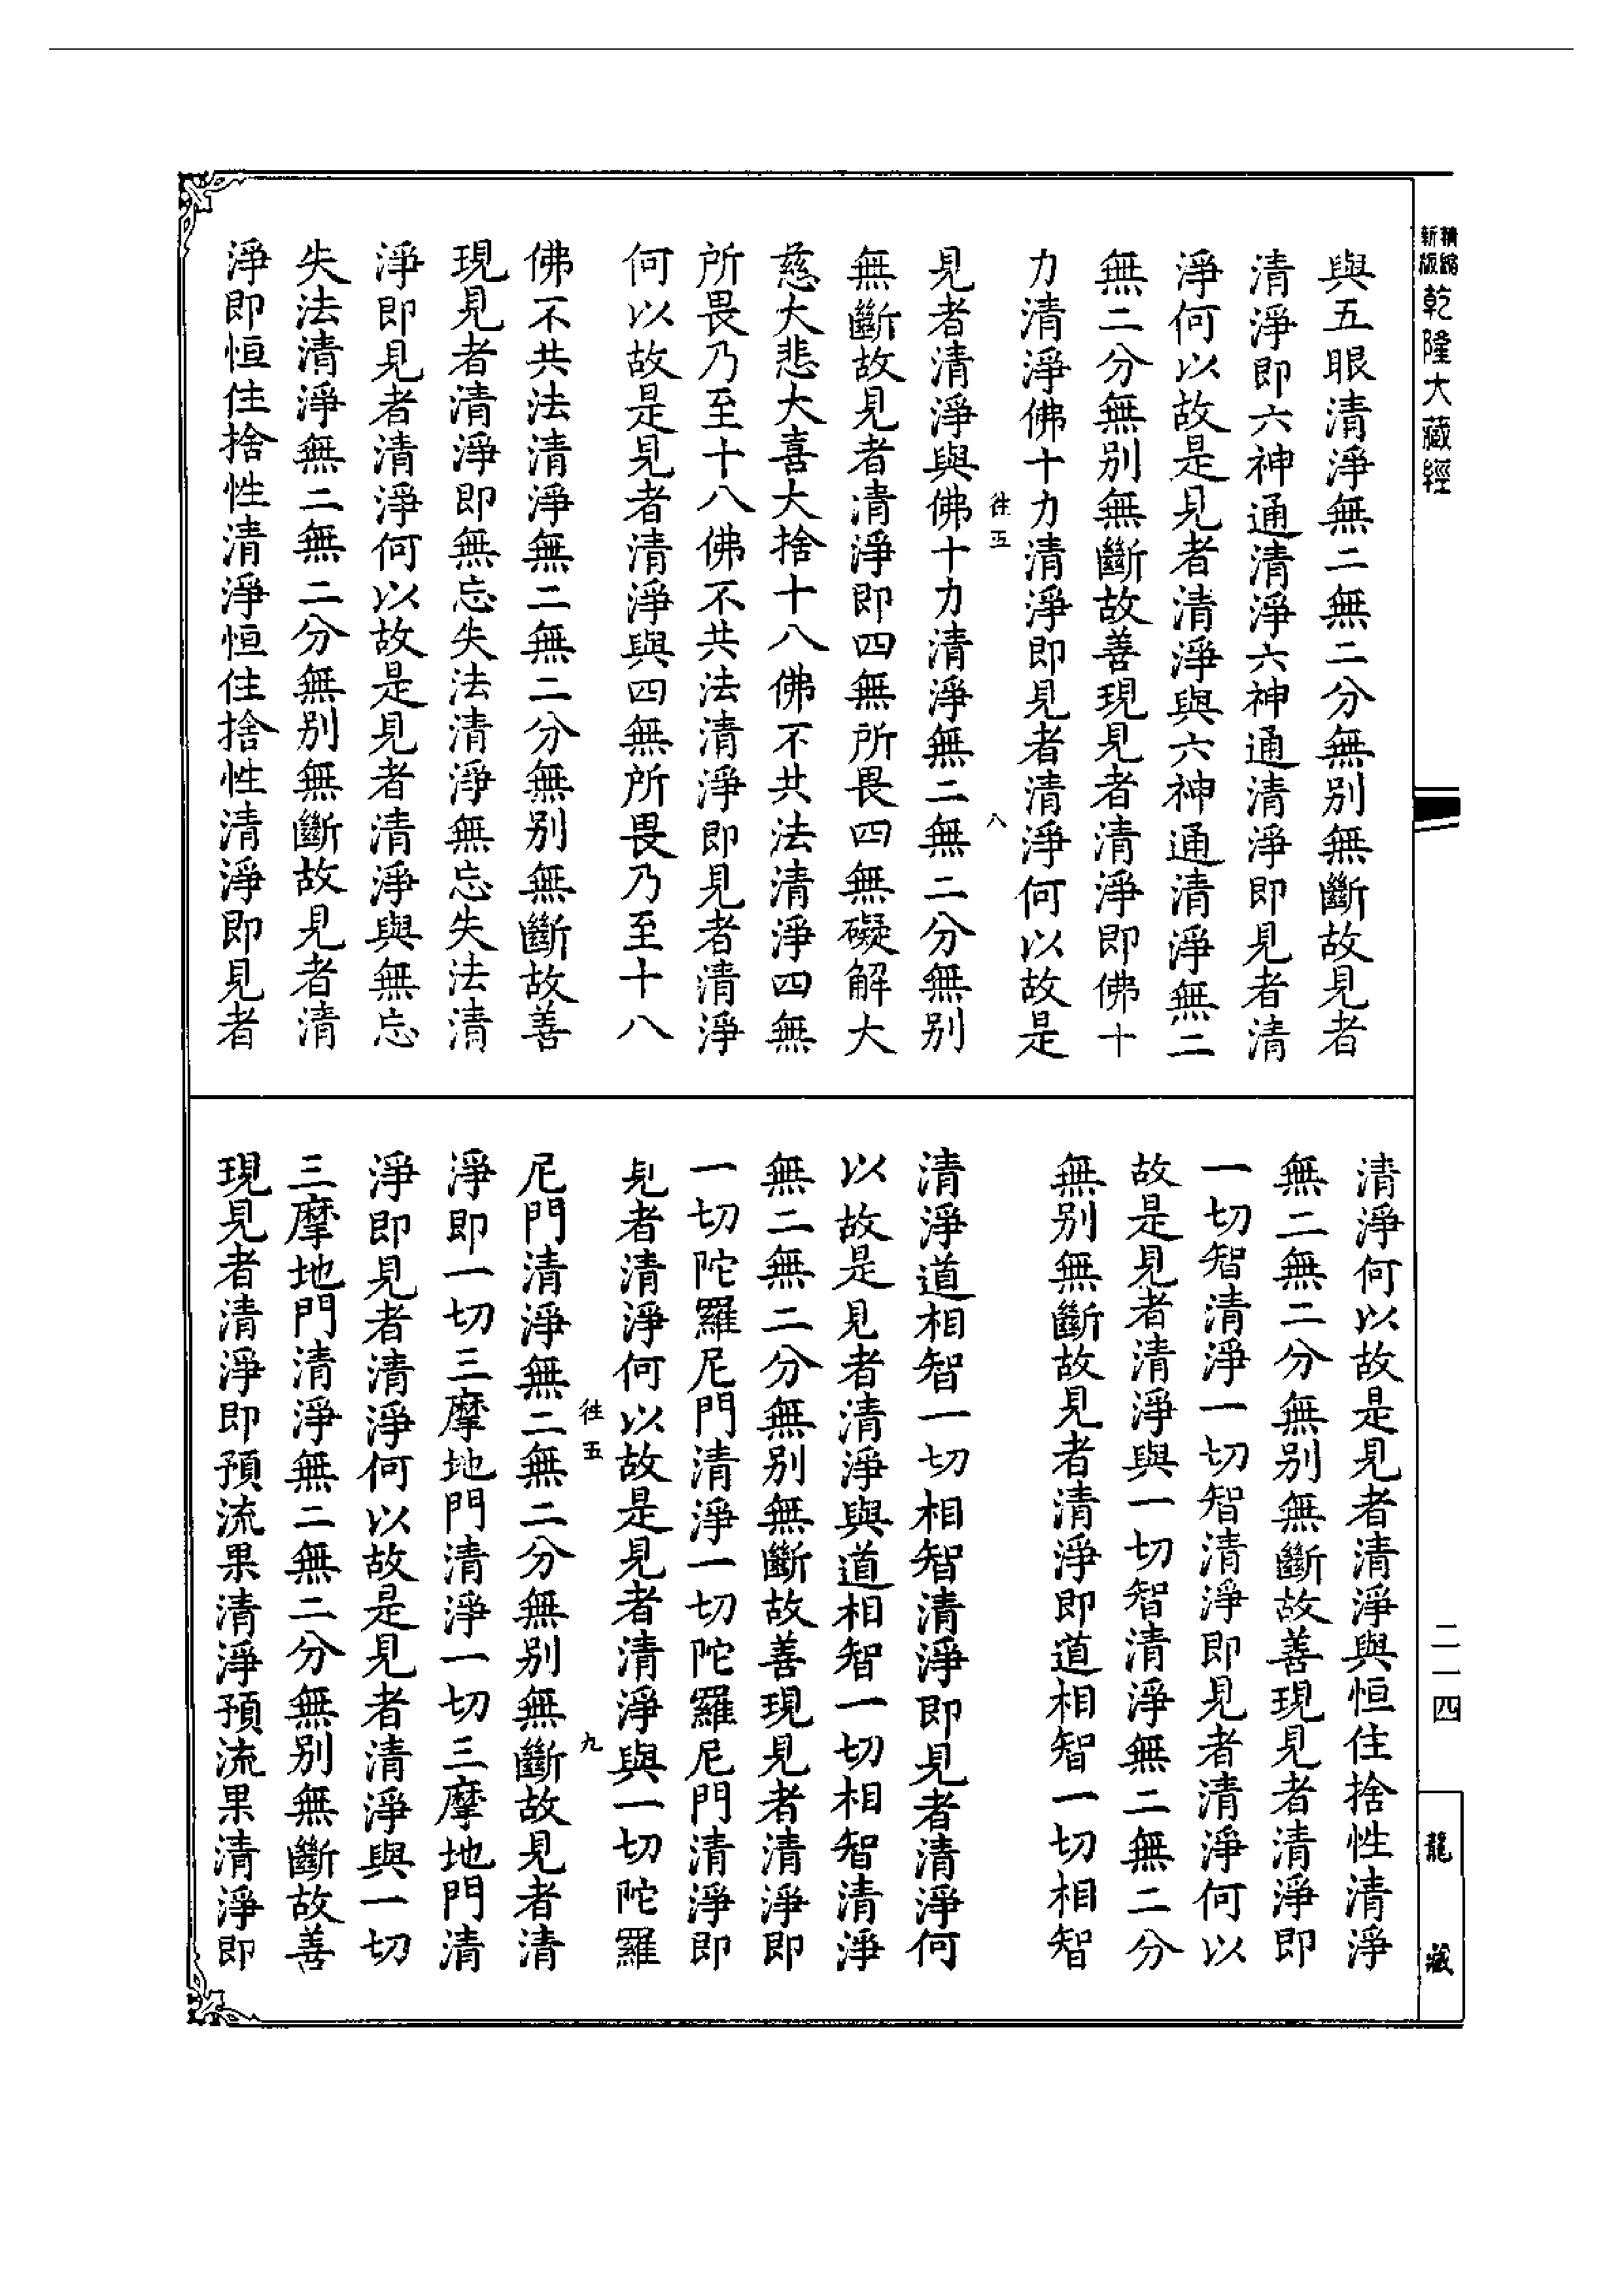 精縮新版乾隆大藏經
與五眼清淨無二無二分無別無斷故見者
清淨即六神通清淨六神通清淨即見者清
淨何以故是見者清淨與六神通清淨無二
無二分無別無斷故善現見者清淨即佛十
力清淨佛十力清淨即見者清淨何以故是
徃五 八
見者清淨與佛十力清淨無二無二分無別
無斷故見者清淨即四無所畏四無礙解大
慈大悲大喜大捨十八佛不共法清淨四無
所畏乃至十八佛不共法清淨即見者清淨
何以故是見者清淨與四無所畏乃至十八
佛不共法清淨無二無二分無別無斷故善
現見者清淨即無忘失法清淨無忘失法清
淨即見者清淨何以故是見者清淨與無忘
失法清淨無二無二分無別無斷故見者清
淨即恒住捨性清淨恒住捨性清淨即見者
二一四
龍藏
清淨何以故是見者清淨與恒住捨性清淨
無二無二分無別無斷故善現見者清淨即
一切智清淨一切智清淨即見者清淨何以
故是見者清淨與一切智清淨無二無二分
無別無斷故見者清淨即道相智一切相智
清淨道相智一切相智清淨即見者清淨何
以故是見者清淨與道相智一切相智清淨
無二無二分無別無斷故善現見者清淨即
一切陀羅尼門清淨一切陀羅尼門清淨即
見者清淨何以故是見者清淨與一切陀羅
徃五 九
尼門清淨無二無二分無別無斷故見者清
淨即一切三摩地門清淨一切三摩地門清
淨即見者清淨何以故是見者清淨與一切
三摩地門清淨無二無二分無別無斷故善
現見者清淨即預流果清淨預流果清淨即